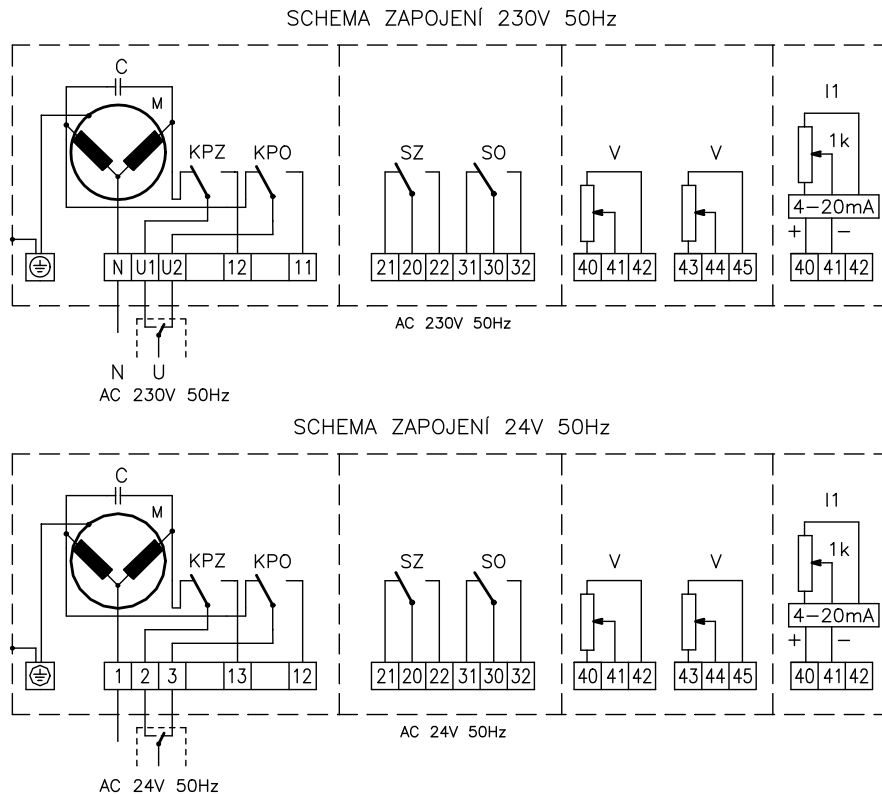 SCHEMA ZAPOJENÍ 230V 50Hz
C
M
KPZ KPO
SZ SO
V V
I1
1k
4-20mA
+ -
N U1 U2 12 11
21 20 22 31 30 32
40 41 42
43 44 45
40 41 42
AC 230V 50Hz
N U
AC 230V 50Hz
SCHEMA ZAPOJENÍ 24V 50Hz
C
M
KPZ KPO
SZ SO
V V
I1
1k
4-20mA
+ -
1 2 3 13 12
21 20 22 31 30 32
40 41 42
43 44 45
40 41 42
AC 24V 50Hz
AC 24V 50Hz